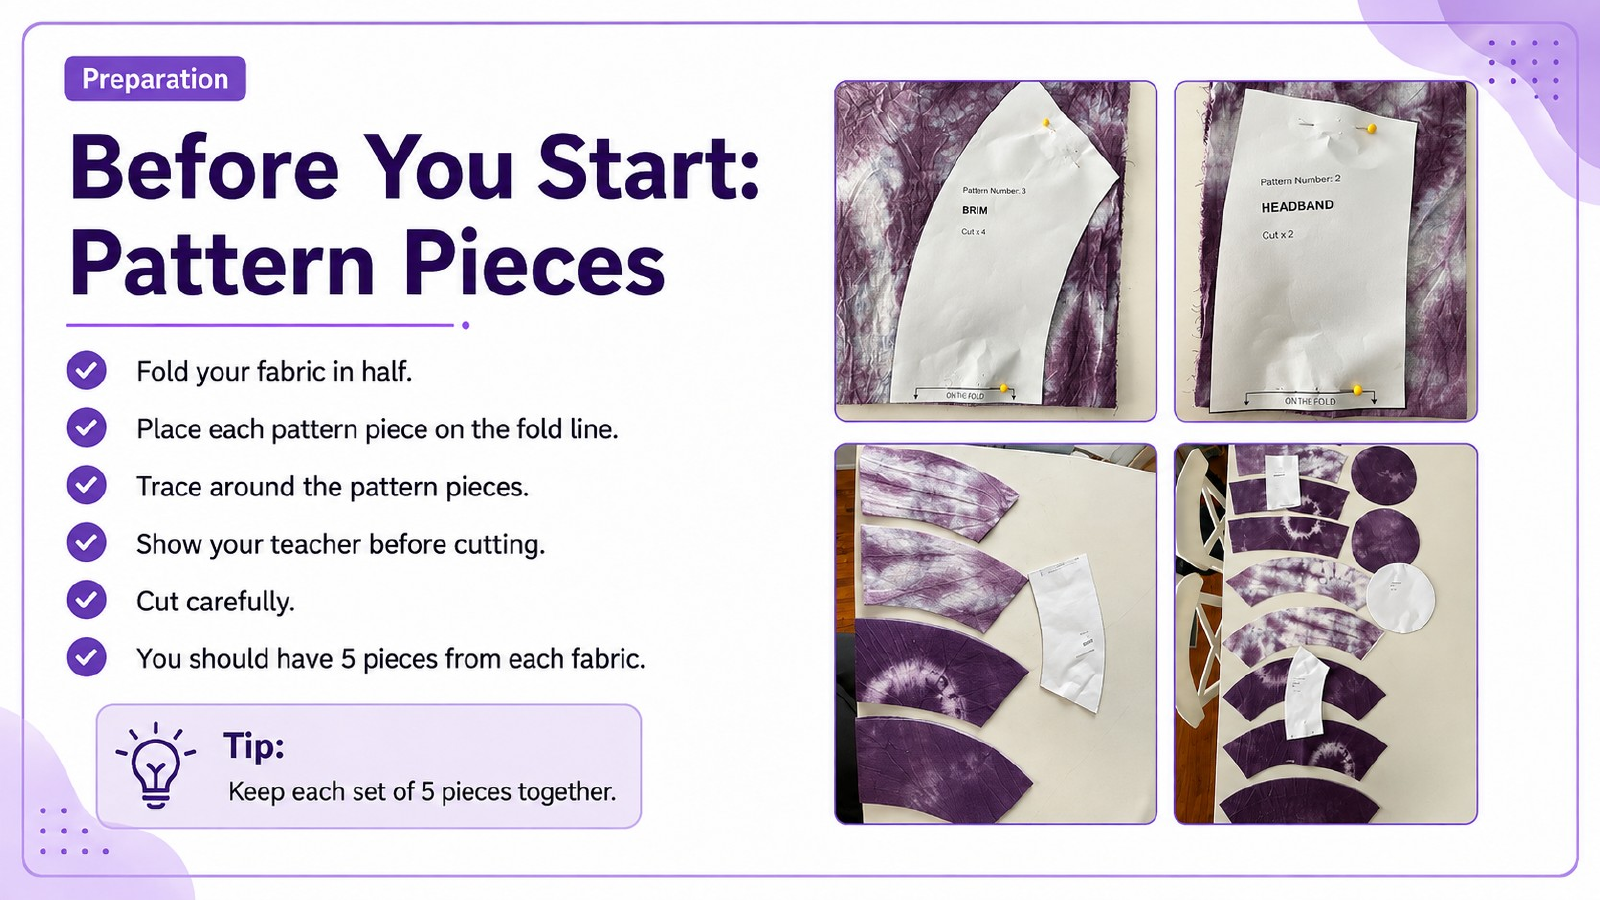 Preparation
Before You Start:
Pattern Pieces
Fold your fabric in half.
Place each pattern piece on the fold line.
Trace around the pattern pieces.
Show your teacher before cutting.
Cut carefully.
You should have 5 pieces from each fabric.
Tip:
Keep each set of 5 pieces together.
Pattern Number: 3
BRIM
Cut x 4
ON THE FOLD
Pattern Number: 2
HEADBAND
Cut x 2
ON THE FOLD